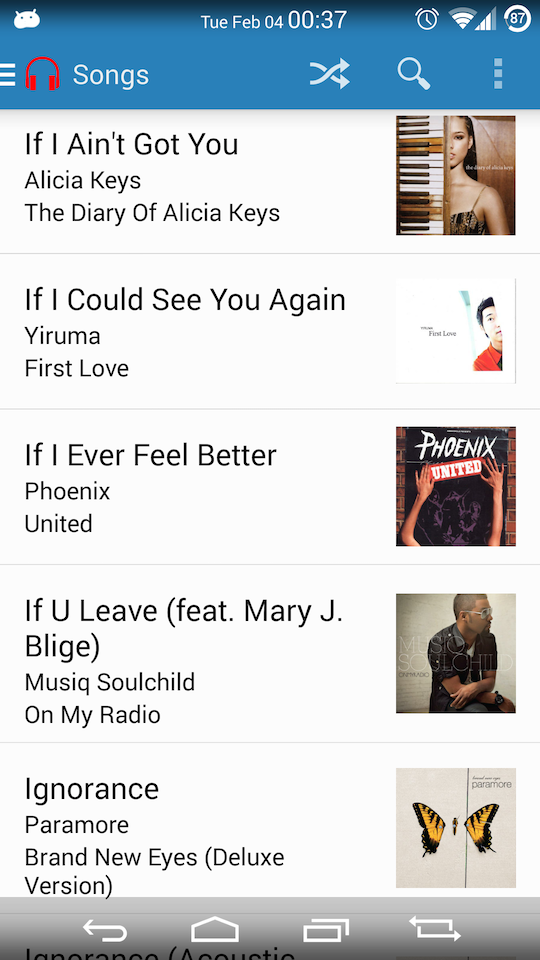 Tue Feb 04 00:37
87
Songs
If I Ain't Got You
Alicia Keys
The Diary Of Alicia Keys
the diary of alicia keys
If I Could See You Again
Yiruma
First Love
YIRUMA
First Love
If I Ever Feel Better
Phoenix
United
PHOENIX
UNITED
If U Leave (feat. Mary J.
Blige)
Musiq Soulchild
On My Radio
MUSIQ
SOULCHILD
ONMYRADIO
Ignorance
Paramore
Brand New Eyes (Deluxe
Version)
brand new eyes
paramore
Ignorance (Acoustic